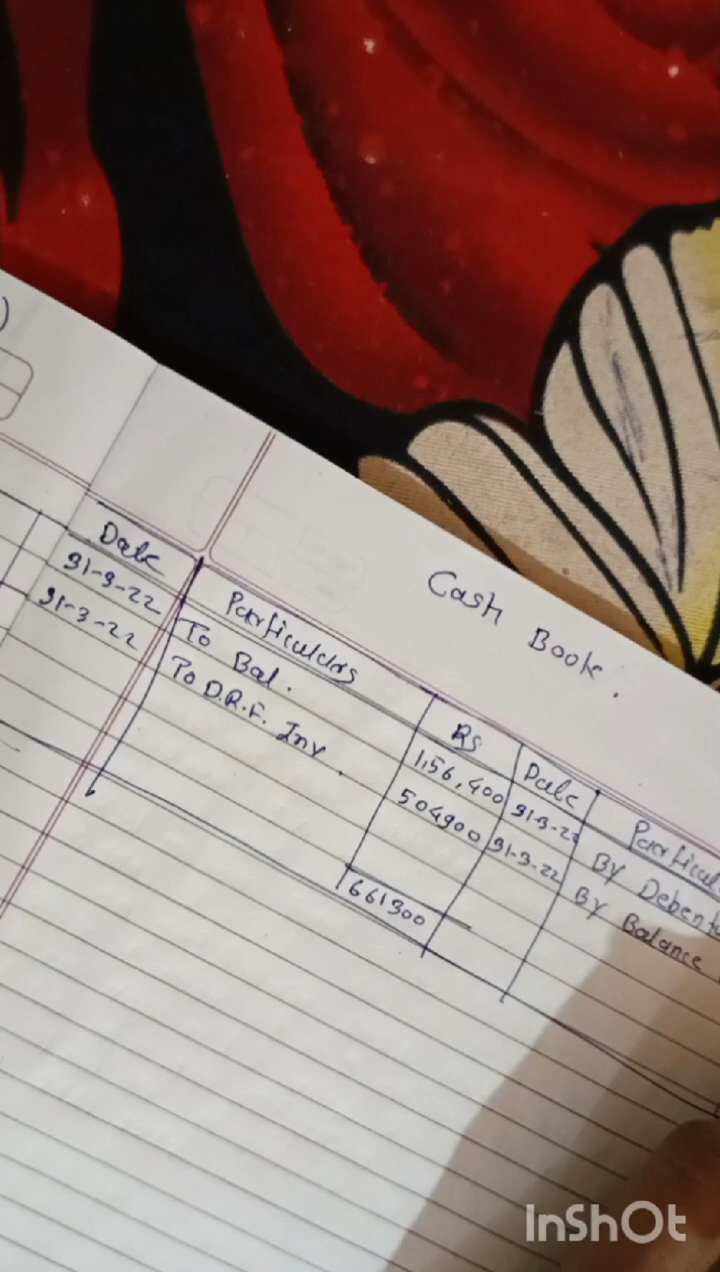 Cash Book.
Date Particulars Rs Date Particul
31-3-22 To Bal. 1,56,400 31-3-22 By Debent
31-3-22 To D.R.F. Inv. 504900 31-3-22 By Balance
661300
InShOt